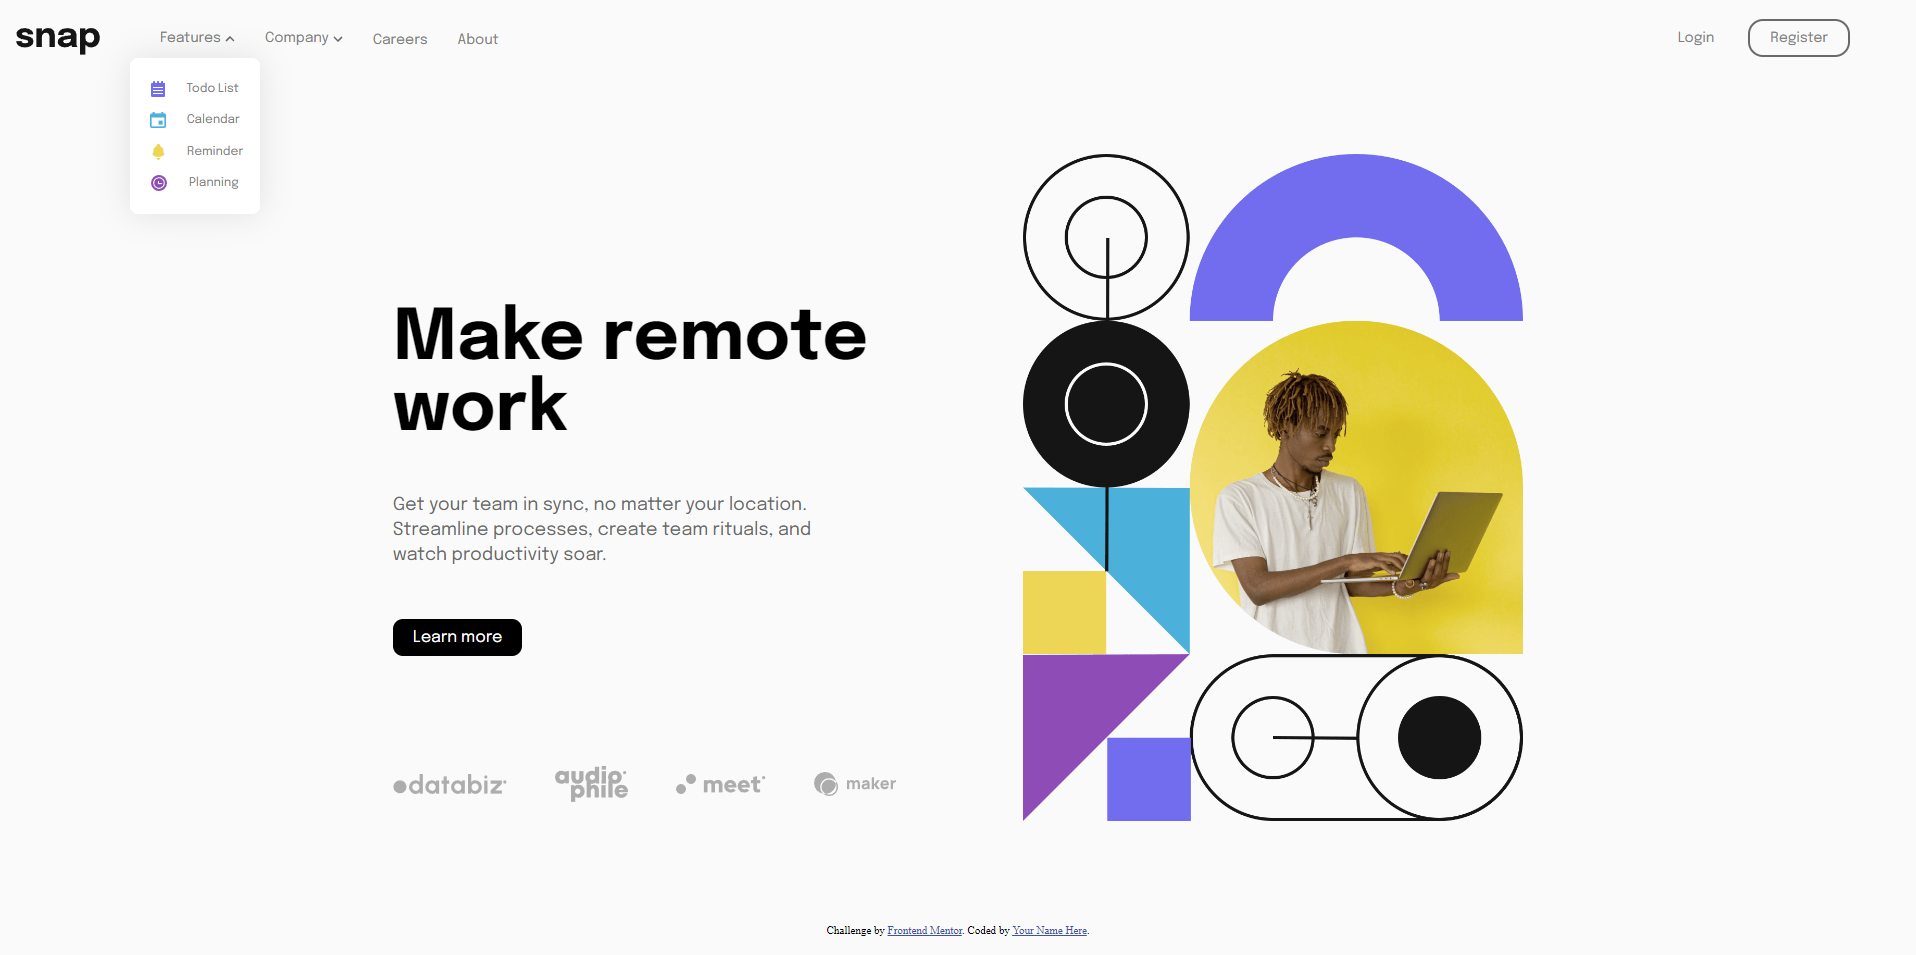 snap
Features
Company
Careers
About
Login
Register
Todo List
Calendar
Reminder
Planning
Make remote
work
Get your team in sync, no matter your location.
Streamline processes, create team rituals, and
watch productivity soar.
Learn more
databiz
audio
phile
meet
maker
Challenge by Frontend Mentor. Coded by Your Name Here.